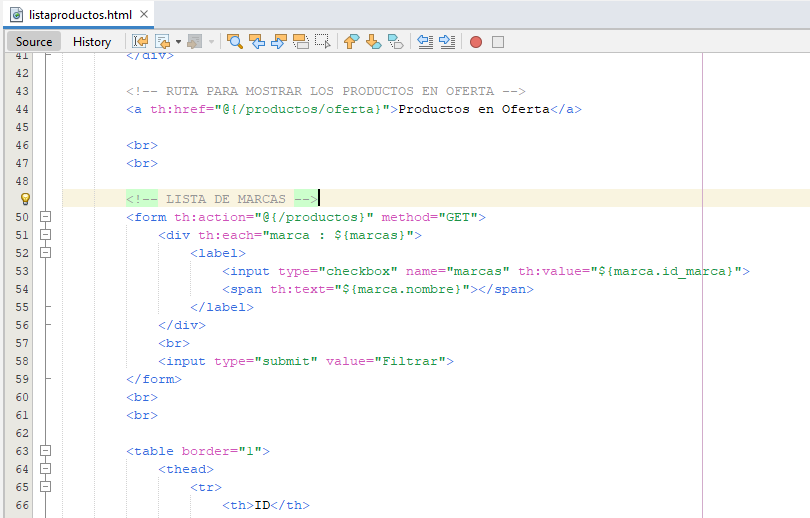 listaproductos.html
Source History
41 </div>
42
43 <!-- RUTA PARA MOSTRAR LOS PRODUCTOS EN OFERTA -->
44 <a th:href="@{/productos/oferta}">Productos en Oferta</a>
45
46 <br>
47 <br>
48
<!-- LISTA DE MARCAS -->
50 <form th:action="@{/productos}" method="GET">
51 <div th:each="marca : ${marcas}">
52 <label>
53 <input type="checkbox" name="marcas" th:value="${marca.id_marca}">
54 <span th:text="${marca.nombre}"></span>
55 </label>
56 </div>
57 <br>
58 <input type="submit" value="Filtrar">
59 </form>
60 <br>
61 <br>
62
63 <table border="1">
64 <thead>
65 <tr>
66 <th>ID</th>